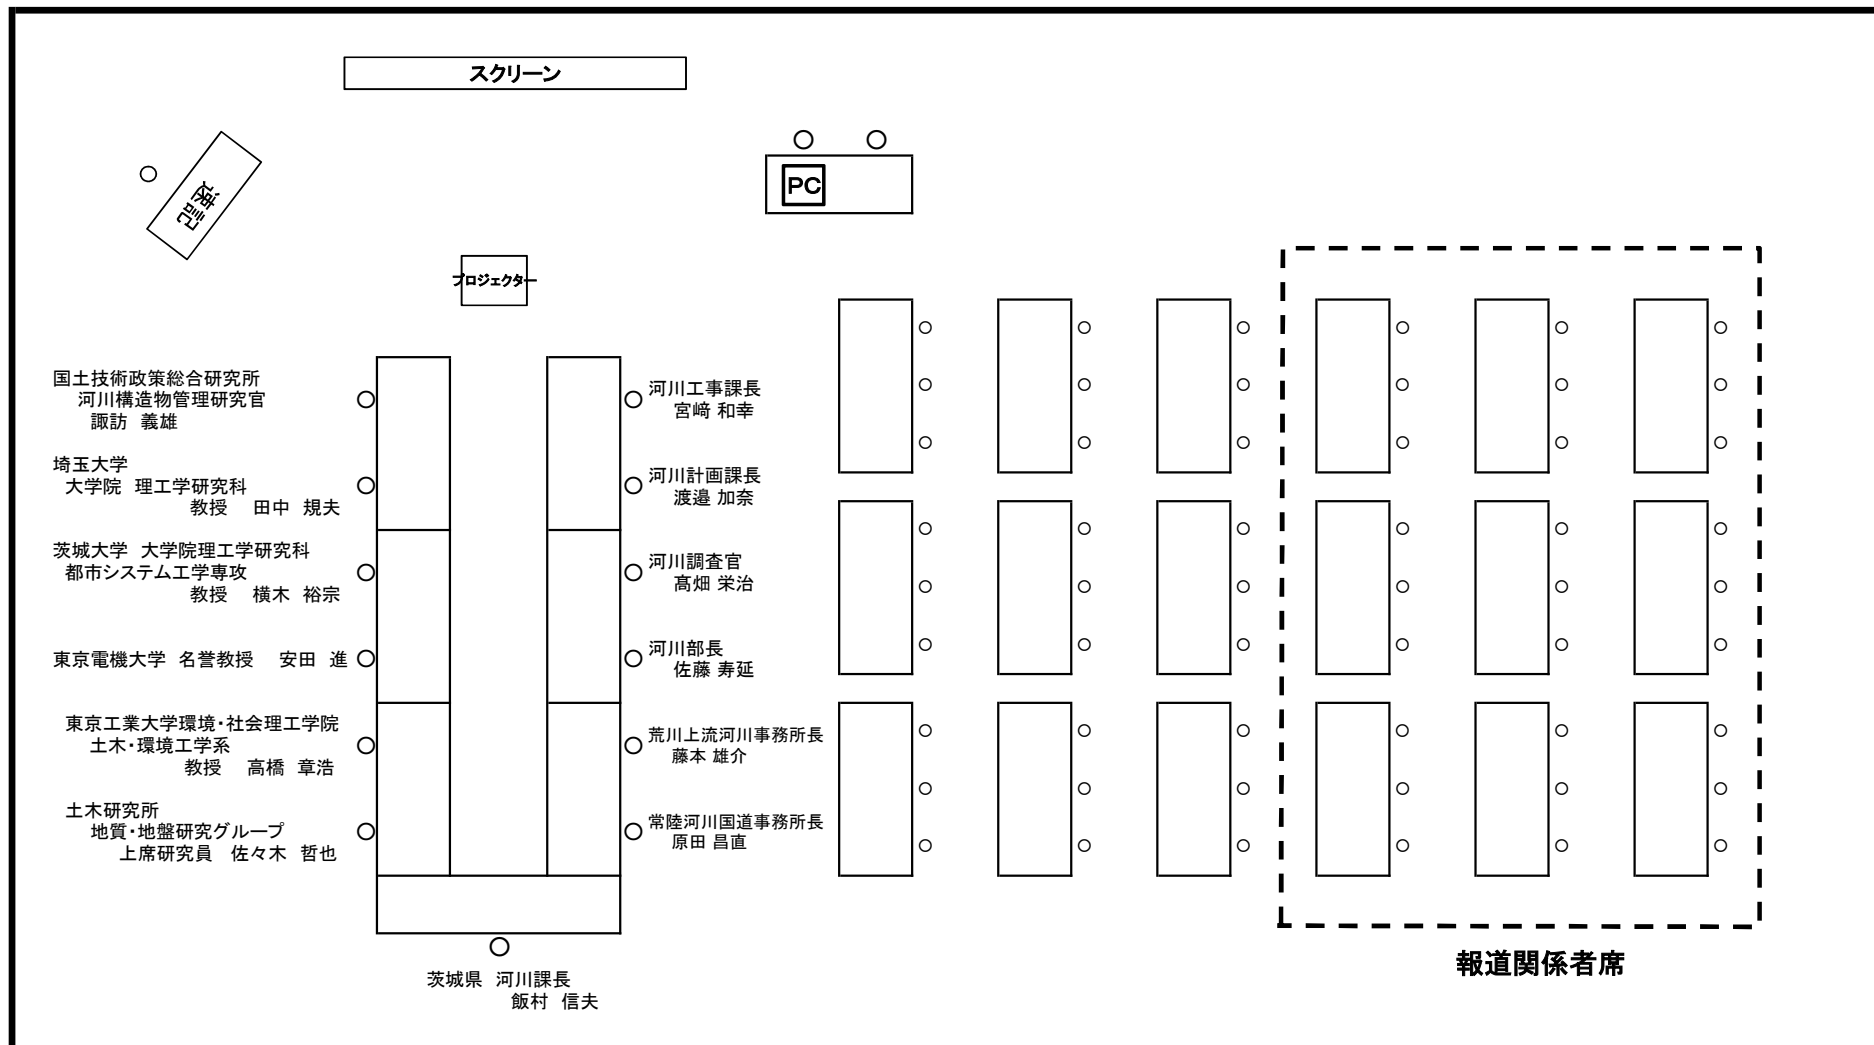 スクリーン
速記
PC
プロジェクター
国土技術政策総合研究所
河川構造物管理研究官
諏訪 義雄
埼玉大学
大学院 理工学研究科
教授 田中 規夫
茨城大学 大学院理工学研究科
都市システム工学専攻
教授 横木 裕宗
東京電機大学 名誉教授 安田 進
東京工業大学環境・社会理工学院
土木・環境工学系
教授 高橋 章浩
土木研究所
地質・地盤研究グループ
上席研究員 佐々木 哲也
河川工事課長
宮﨑 和幸
河川計画課長
渡邉 加奈
河川調査官
髙畑 栄治
河川部長
佐藤 寿延
荒川上流河川事務所長
藤本 雄介
常陸河川国道事務所長
原田 昌直
茨城県 河川課長
飯村 信夫
報道関係者席